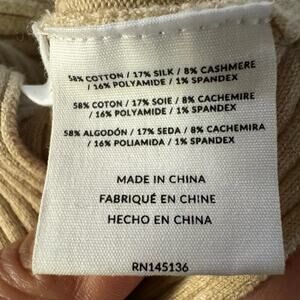 58% COTTON / 17% SILK / 8% CASHMERE
/ 16% POLYAMIDE / 1% SPANDEX
58% COTON / 17% SOIE / 8% CACHEMIRE
/ 16% POLYAMIDE / 1% SPANDEX
58% ALGODÓN / 17% SEDA / 8% CACHEMIRA
/ 16% POLIAMIDA / 1% SPANDEX
MADE IN CHINA
FABRIQUÉ EN CHINE
HECHO EN CHINA
RN145136